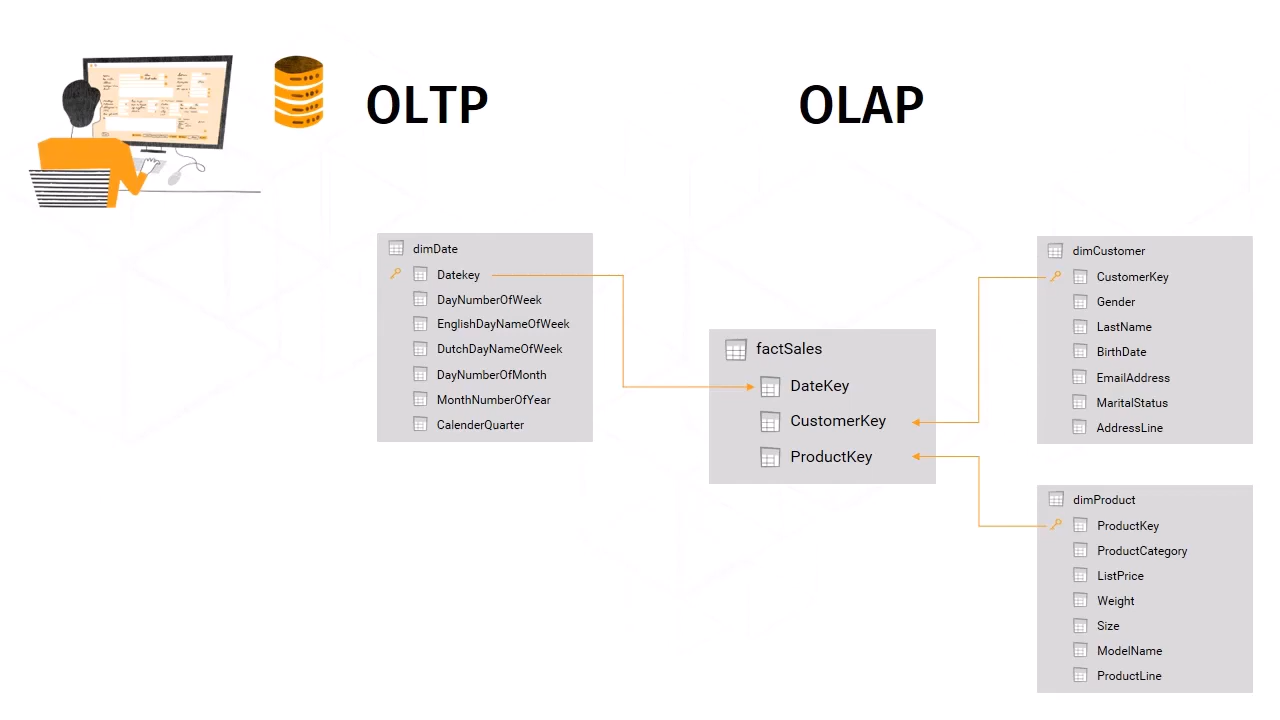 OLTP
OLAP
dimDate
Datekey
DayNumberOfWeek
EnglishDayNameOfWeek
DutchDayNameOfWeek
DayNumberOfMonth
MonthNumberOfYear
CalenderQuarter
factSales
DateKey
CustomerKey
ProductKey
dimCustomer
CustomerKey
Gender
LastName
BirthDate
EmailAddress
MaritalStatus
AddressLine
dimProduct
ProductKey
ProductCategory
ListPrice
Weight
Size
ModelName
ProductLine